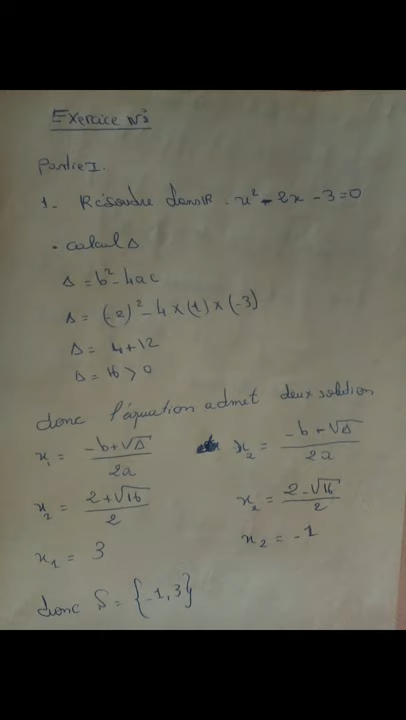 Exercice N°3
Partie I.
1- Résoudre dans ℝ : x² - 2x - 3 = 0
• calcul Δ
Δ = b² - 4ac
Δ = (-2)² - 4 × (1) × (-3)
Δ = 4 + 12
Δ = 16 > 0
donc l'équation admet deux solution
x₁ = (-b + √Δ) / 2a    x₂ = (-b + √Δ) / 2a
x₂ = (2 + √16) / 2    x₂ = (2 - √16) / 2
x₁ = 3    x₂ = -1
donc S = {-1, 3}